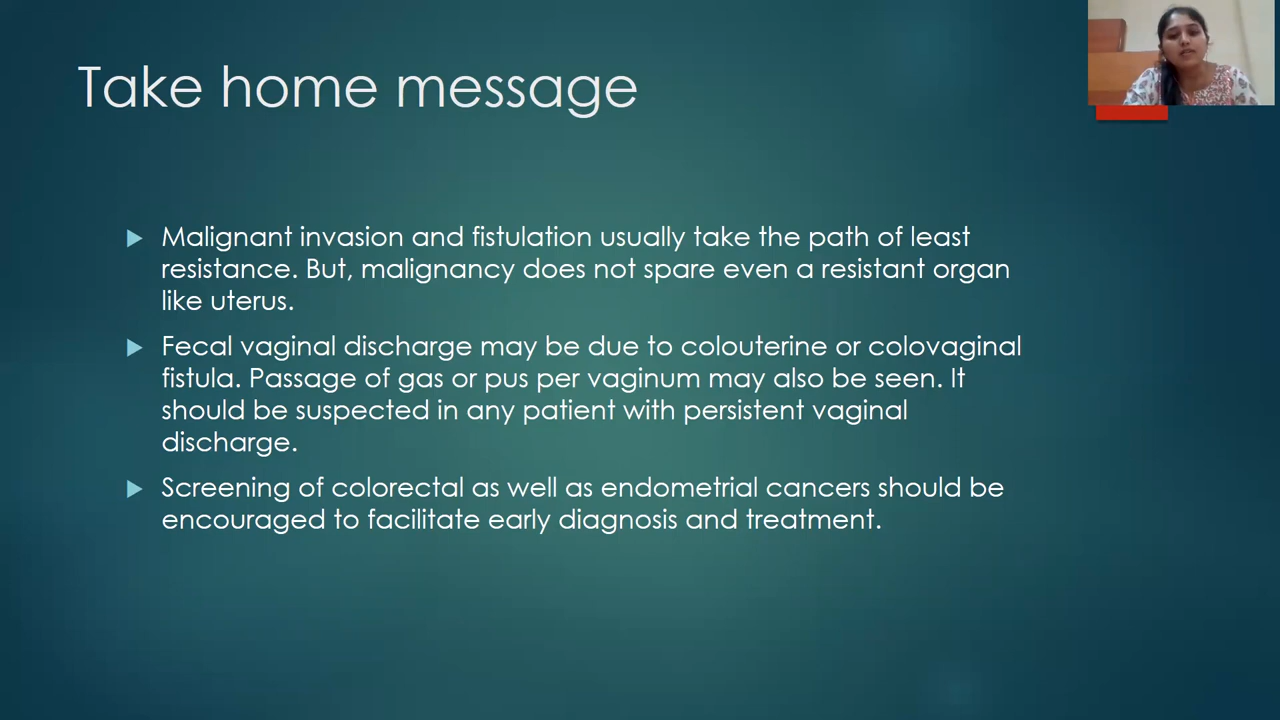 Take home message
Malignant invasion and fistulation usually take the path of least
resistance. But, malignancy does not spare even a resistant organ
like uterus.
Fecal vaginal discharge may be due to colouterine or colovaginal
fistula. Passage of gas or pus per vaginum may also be seen. It
should be suspected in any patient with persistent vaginal
discharge.
Screening of colorectal as well as endometrial cancers should be
encouraged to facilitate early diagnosis and treatment.